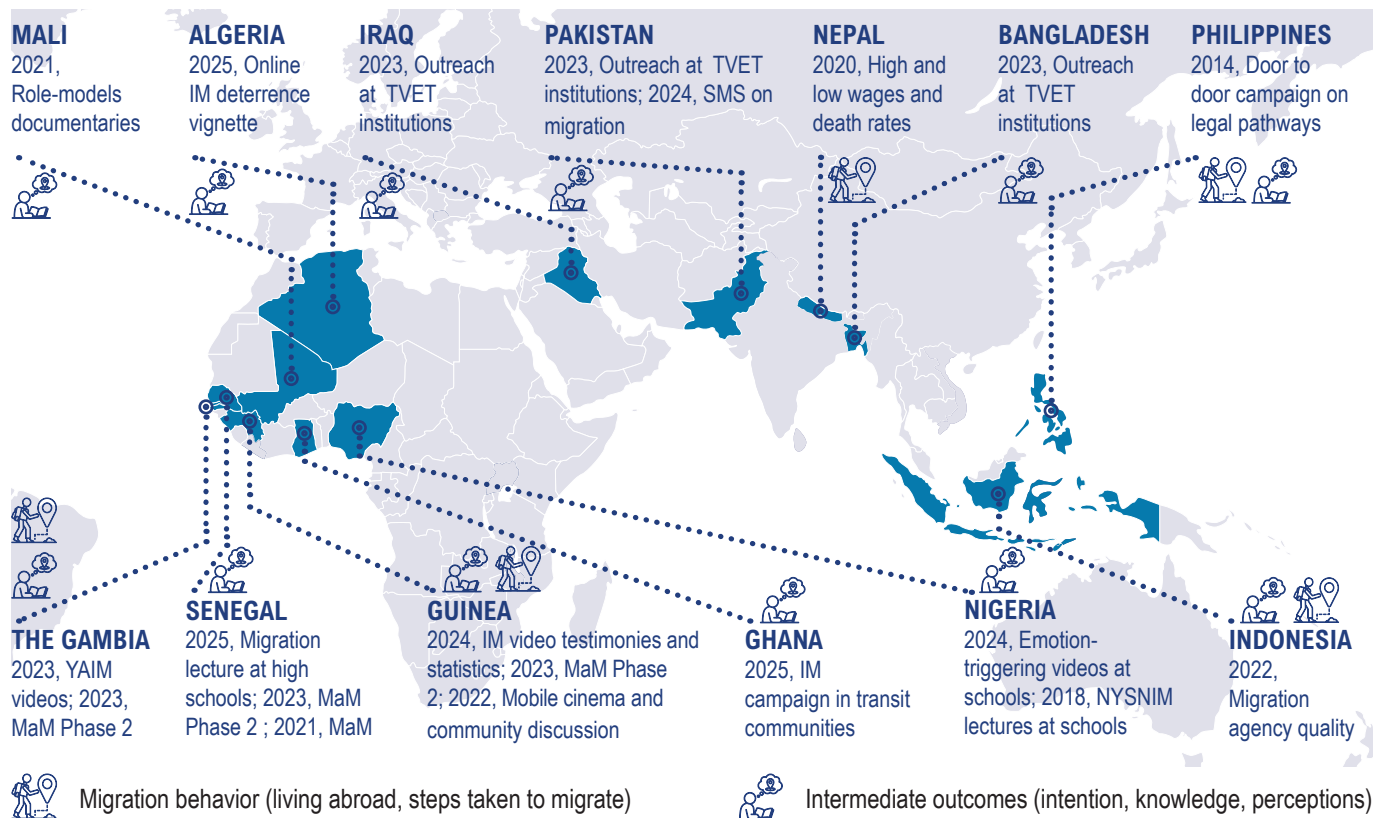 MALI
2021,
Role-models
documentaries
ALGERIA
2025, Online
IM deterrence
vignette
IRAQ
2023, Outreach
at TVET
institutions
PAKISTAN
2023, Outreach at TVET
institutions; 2024, SMS on
migration
NEPAL
2020, High and
low wages and
death rates
BANGLADESH
2023, Outreach
at TVET
institutions
PHILIPPINES
2014, Door to
door campaign on
legal pathways
THE GAMBIA
2023, YAIM
videos; 2023,
MaM Phase 2
SENEGAL
2025, Migration
lecture at high
schools; 2023, MaM
Phase 2 ; 2021, MaM
GUINEA
2024, IM video testimonies and
statistics; 2023, MaM Phase
2; 2022, Mobile cinema and
community discussion
GHANA
2025, IM
campaign in transit
communities
NIGERIA
2024, Emotion-
triggering videos at
schools; 2018, NYSNIM
lectures at schools
INDONESIA
2022,
Migration
agency quality
Migration behavior (living abroad, steps taken to migrate)
Intermediate outcomes (intention, knowledge, perceptions)